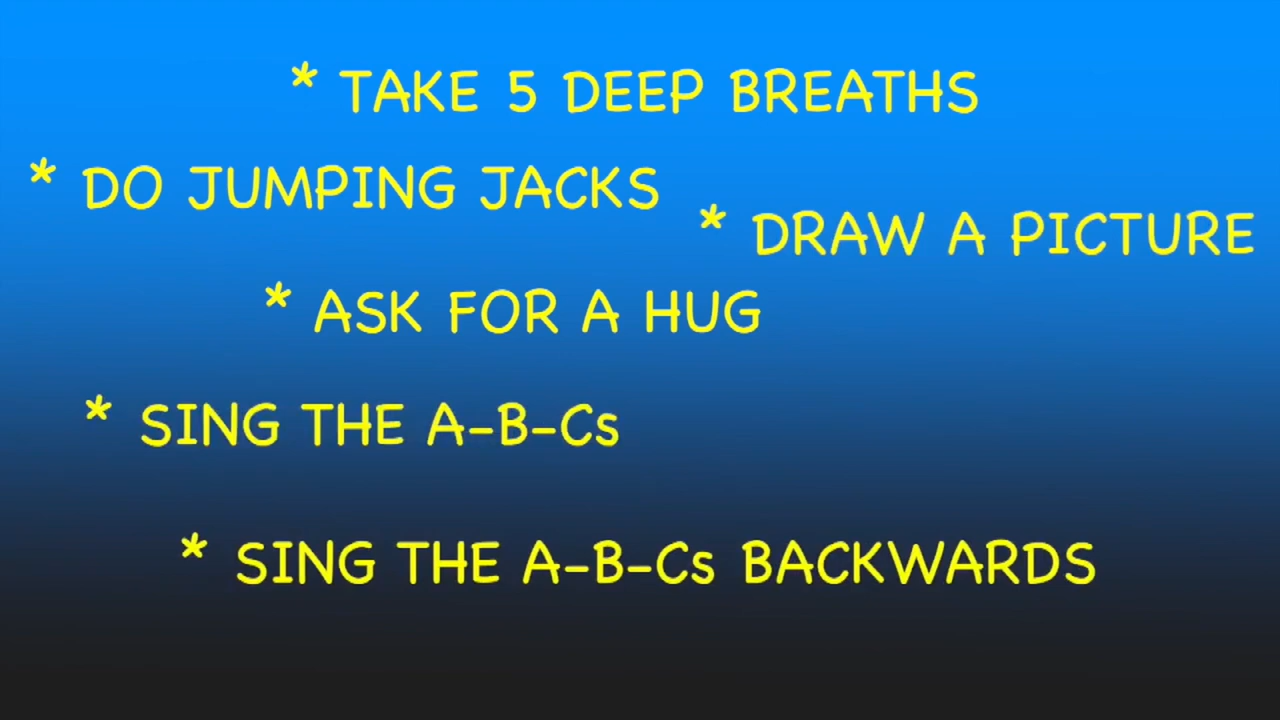 * TAKE 5 DEEP BREATHS
* DO JUMPING JACKS
* DRAW A PICTURE
* ASK FOR A HUG
* SING THE A-B-Cs
* SING THE A-B-Cs BACKWARDS